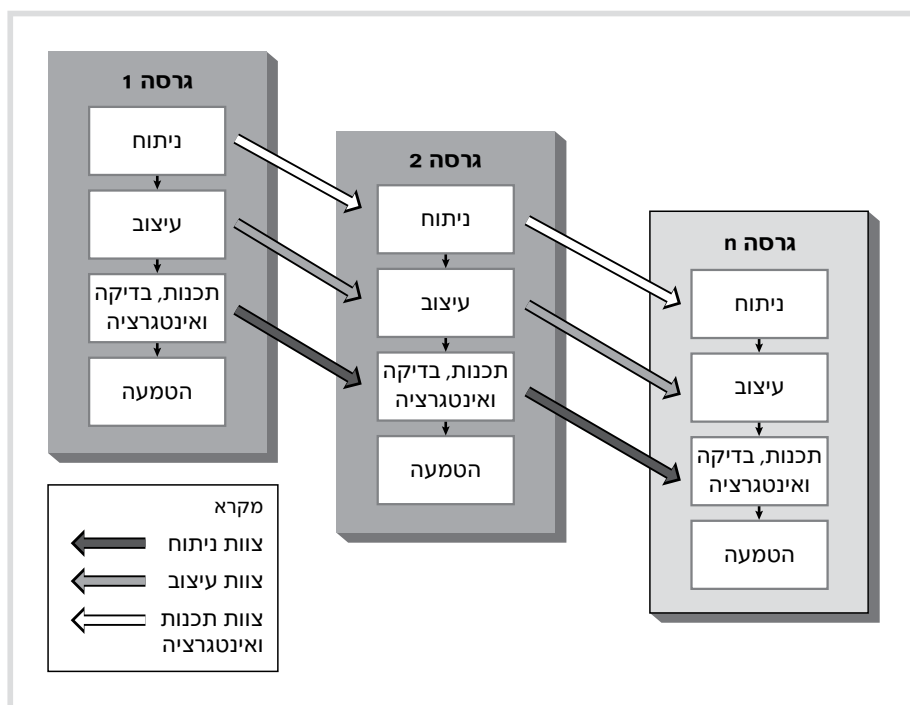 גרסה 1
ניתוח
עיצוב
תכנות, בדיקה
ואינטגרציה
הטמעה
גרסה 2
ניתוח
עיצוב
תכנות, בדיקה
ואינטגרציה
הטמעה
גרסה n
ניתוח
עיצוב
תכנות, בדיקה
ואינטגרציה
הטמעה
מקרא
צוות ניתוח
צוות עיצוב
צוות תכנות
ואינטגרציה